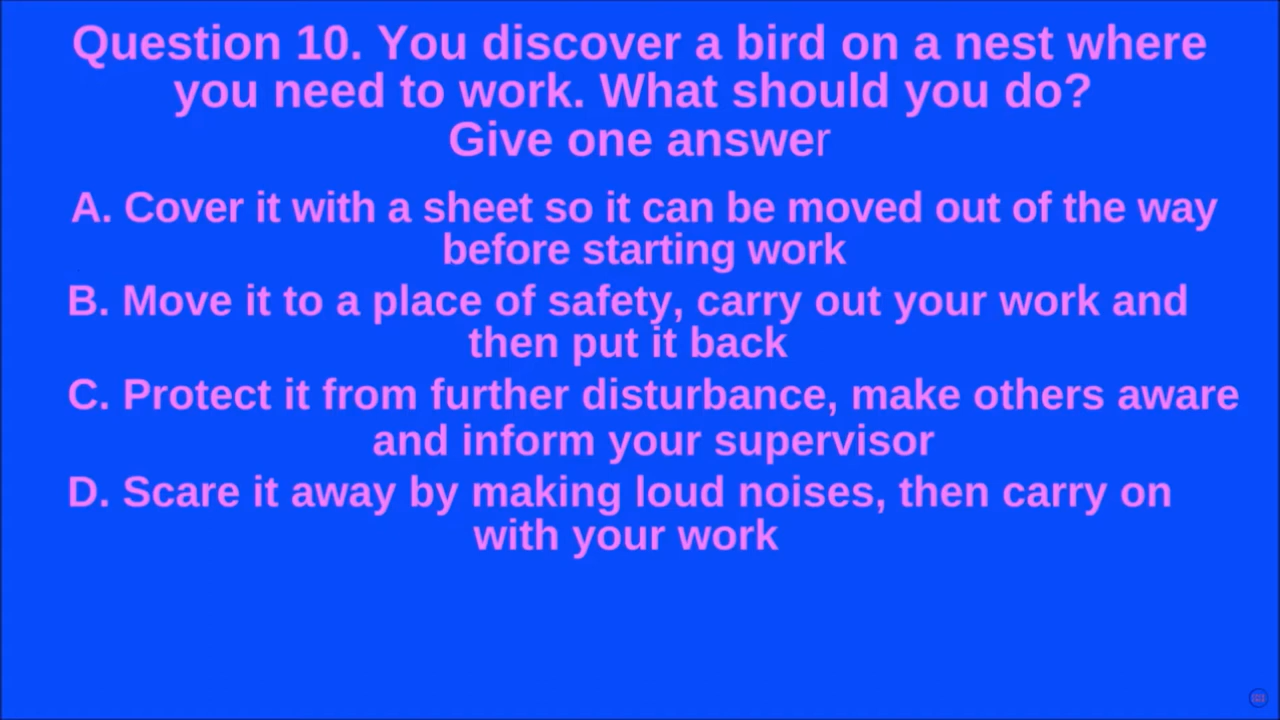 Question 10. You discover a bird on a nest where
you need to work. What should you do?
Give one answer
A. Cover it with a sheet so it can be moved out of the way
before starting work
B. Move it to a place of safety, carry out your work and
then put it back
C. Protect it from further disturbance, make others aware
and inform your supervisor
D. Scare it away by making loud noises, then carry on
with your work